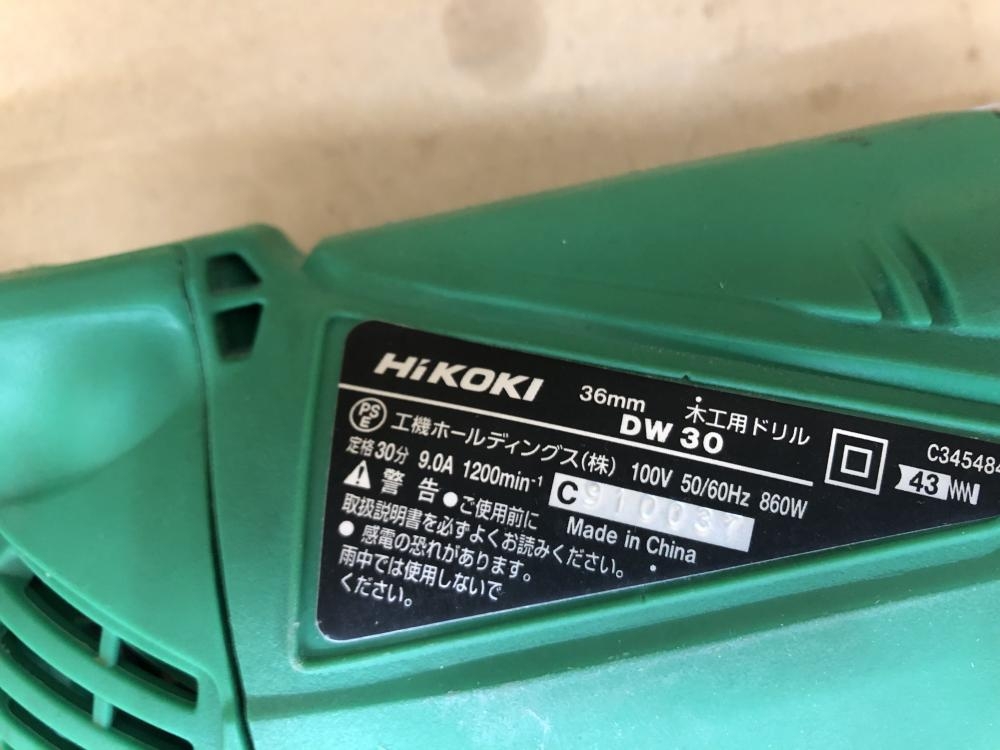 HiKOKI
36mm 木工用ドリル
DW 30
PSE 工機ホールディングス(株) 100V 50/60Hz 860W
定格30分 9.0A 1200min⁻¹ C 910037
警告 ●ご使用前に Made in China
取扱説明書を必ずよくお読みください。
● 感電の恐れがあります。
雨中では使用しないで
ください。
C345484
43